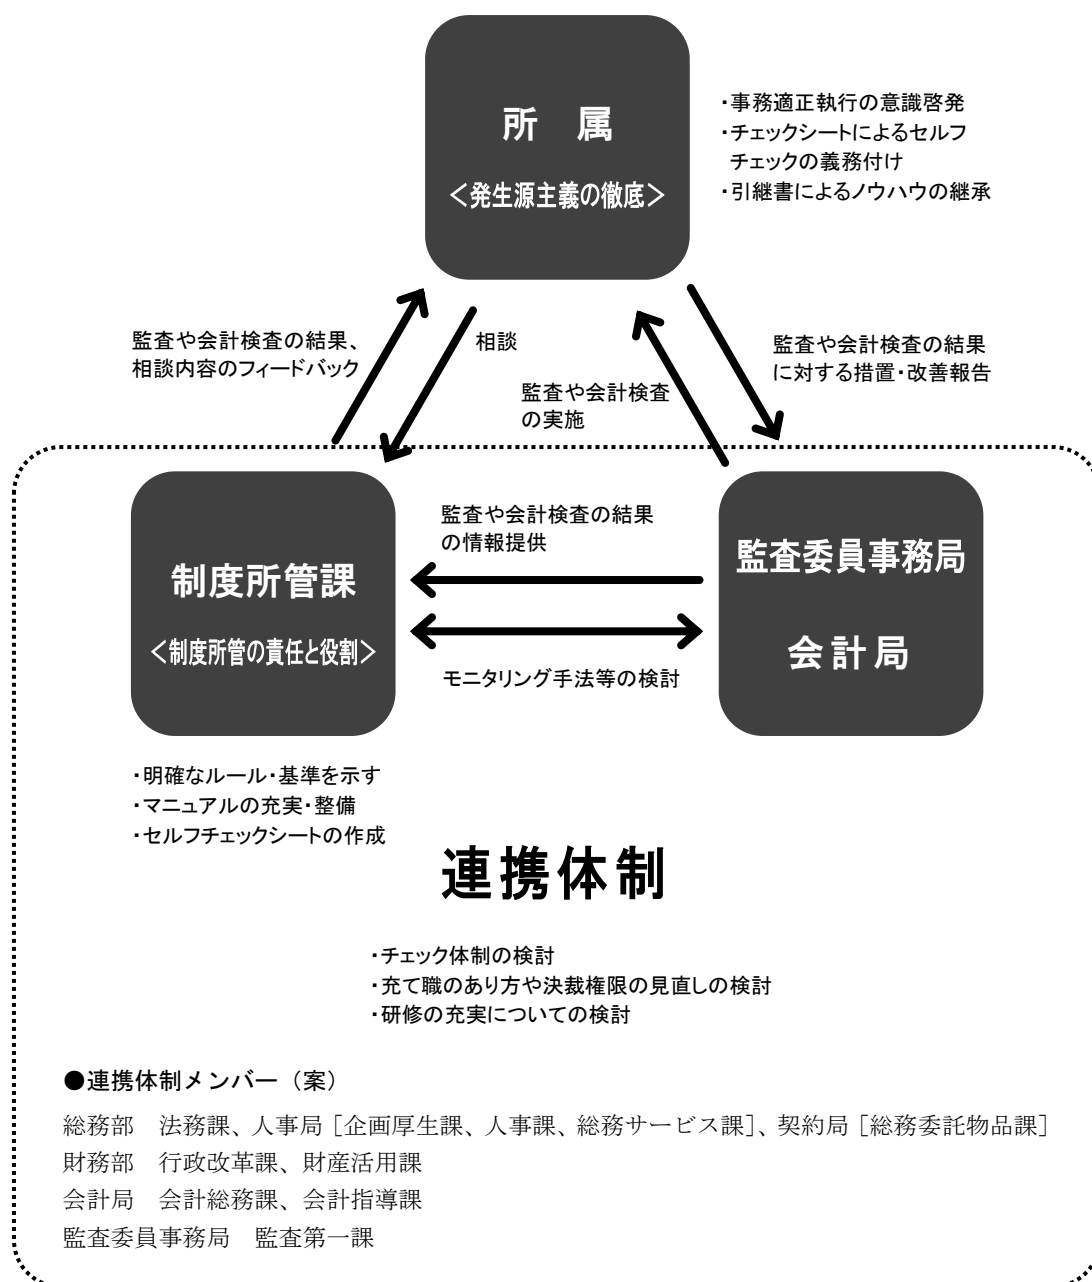 所　属
＜発生源主義の徹底＞
・事務適正執行の意識啓発
・チェックシートによるセルフ
チェックの義務付け
・引継書によるノウハウの継承
監査や会計検査の結果、
相談内容のフィードバック
相談
監査や会計検査
の実施
監査や会計検査の結果
に対する措置・改善報告
制度所管課
＜制度所管の責任と役割＞
監査や会計検査の結果
の情報提供
モニタリング手法等の検討
監査委員事務局
会計局
・明確なルール・基準を示す
・マニュアルの充実・整備
・セルフチェックシートの作成
連携体制
・チェック体制の検討
・充て職のあり方や決裁権限の見直しの検討
・研修の充実についての検討
●連携体制メンバー（案）
総務部　法務課、人事局［企画厚生課、人事課、総務サービス課］、契約局［総務委託物品課］
財務部　行政改革課、財産活用課
会計局　会計総務課、会計指導課
監査委員事務局　監査第一課